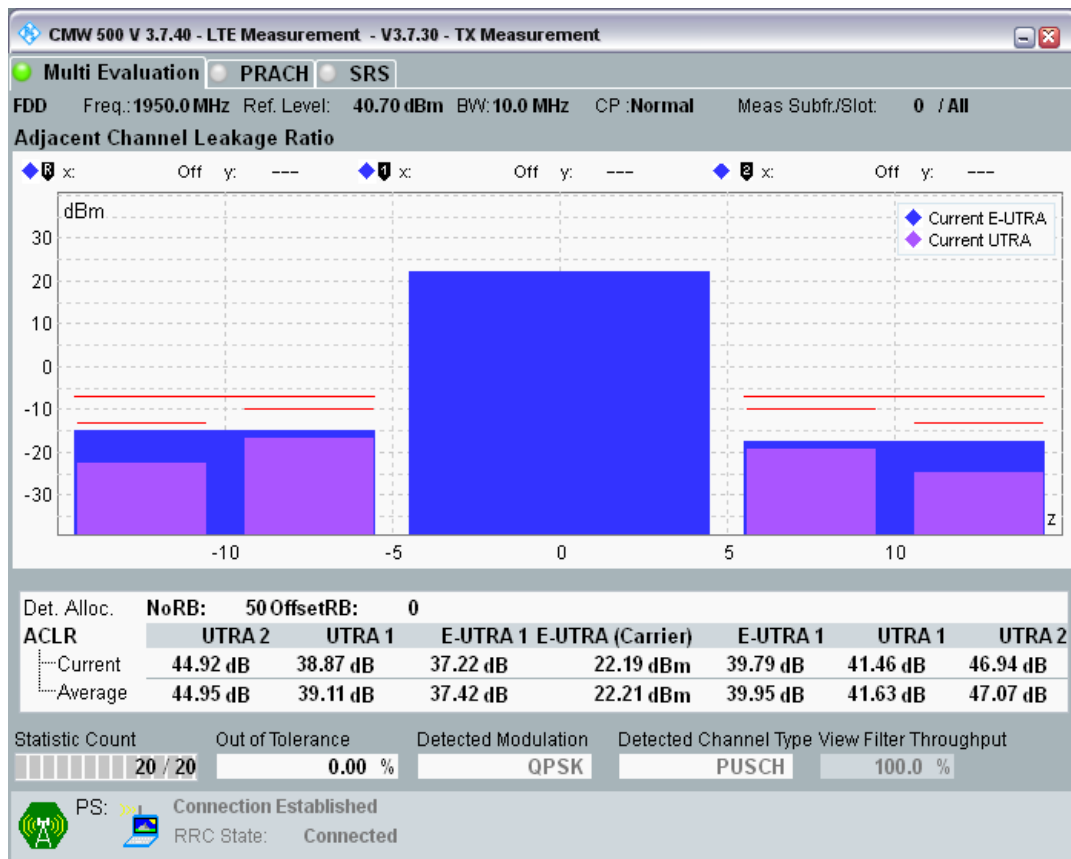 CMW 500 V 3.7.40 - LTE Measurement - V3.7.30 - TX Measurement
Multi Evaluation PRACH SRS
FDD Freq.:1950.0 MHz Ref. Level: 40.70 dBm BW:10.0 MHz CP :Normal Meas Subfr./Slot: 0 / All
Adjacent Channel Leakage Ratio
R x: Off y: --- 1 x: Off y: --- 2 x: Off y: ---
dBm
Current E-UTRA
Current UTRA
30
20
10
0
-10
-20
-30
z
-10 -5 0 5 10
Det. Alloc. NoRB: 50 OffsetRB: 0
ACLR UTRA 2 UTRA 1 E-UTRA 1 E-UTRA (Carrier) E-UTRA 1 UTRA 1 UTRA 2
Current 44.92 dB 38.87 dB 37.22 dB 22.19 dBm 39.79 dB 41.46 dB 46.94 dB
Average 44.95 dB 39.11 dB 37.42 dB 22.21 dBm 39.95 dB 41.63 dB 47.07 dB
Statistic Count Out of Tolerance Detected Modulation Detected Channel Type View Filter Throughput
20 / 20 0.00 % QPSK PUSCH 100.0 %
PS: Connection Established
RRC State: Connected